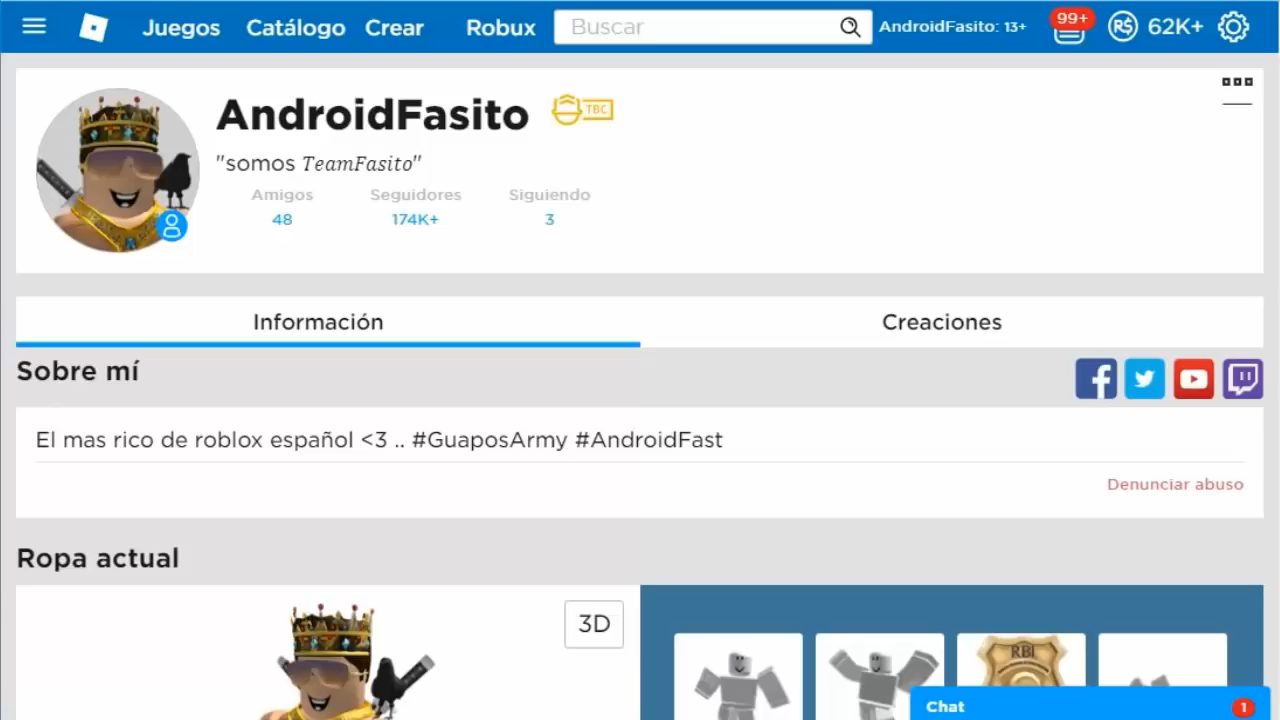 Juegos Catálogo Crear Robux Buscar AndroidFasito: 13+ 99+ R$ 62K+
AndroidFasito TBC
"somos TeamFasito"
Amigos Seguidores Siguiendo
48 174K+ 3
Información Creaciones
Sobre mí
El mas rico de roblox español <3 .. #GuaposArmy #AndroidFast
Denunciar abuso
Ropa actual
3D
RBI
Chat 1